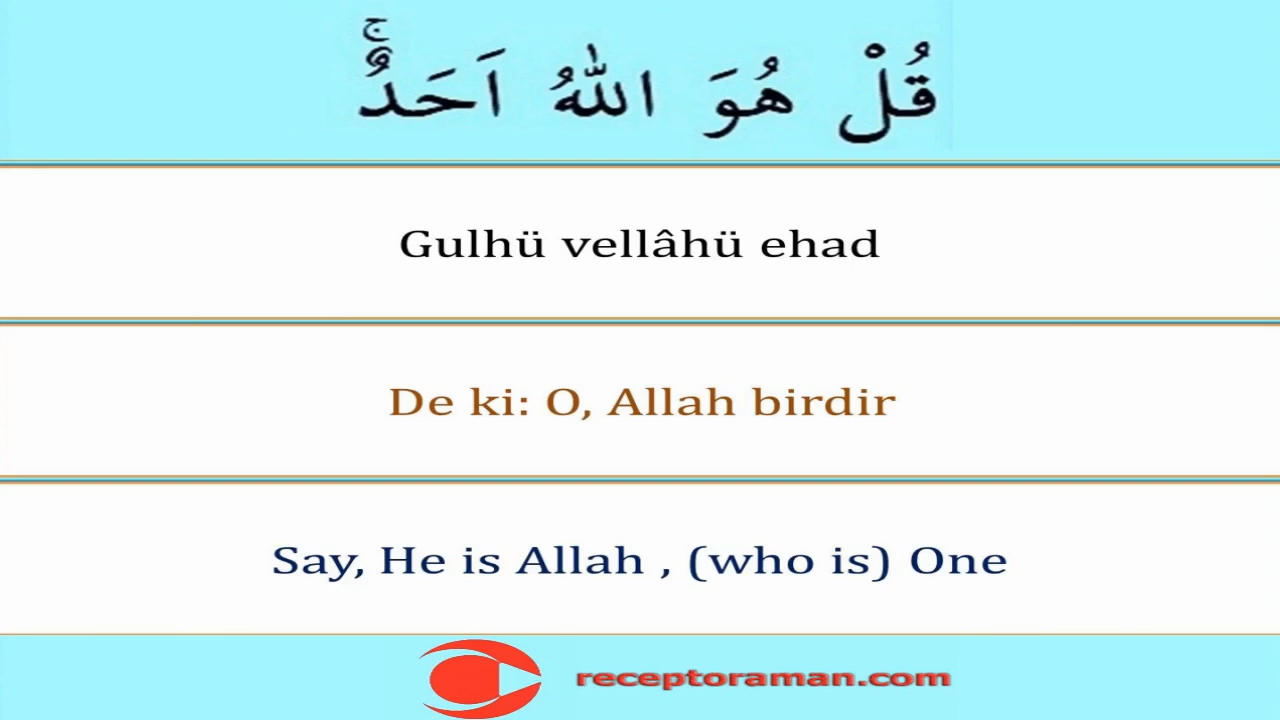 قُلْ هُوَ اللّٰهُ اَحَدٌۚ
Gulhü vellâhü ehad
De ki: O, Allah birdir
Say, He is Allah , (who is) One
receptoraman.com